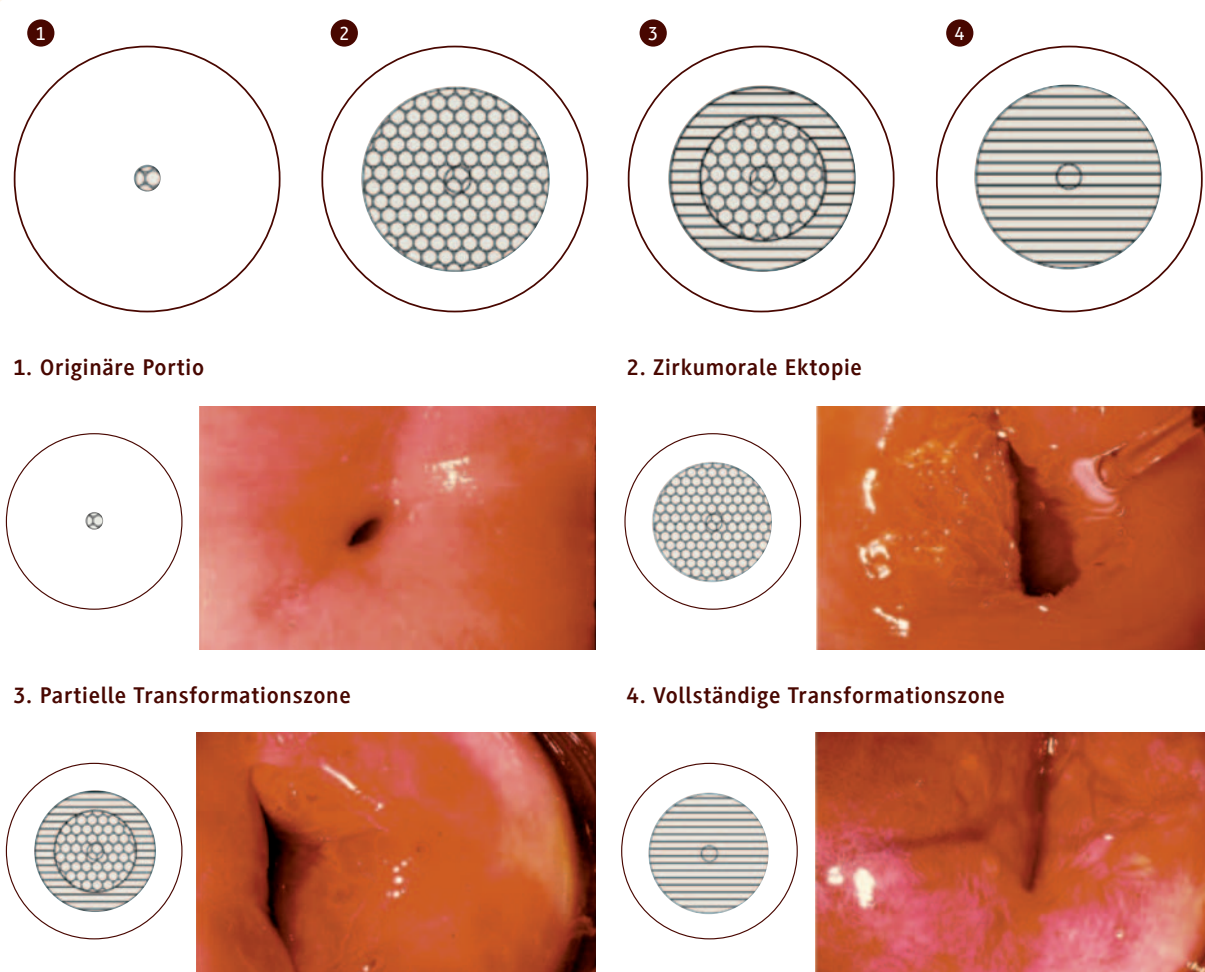 1
2
3
4
1. Originäre Portio
2. Zirkumorale Ektopie
3. Partielle Transformationszone
4. Vollständige Transformationszone